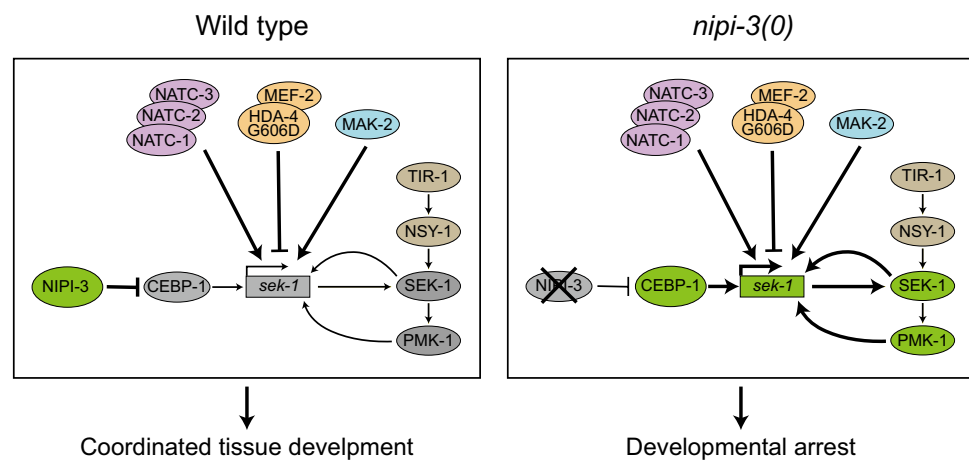 Wild type
NATC-3
NATC-2
NATC-1
MEF-2
HDA-4
G606D
MAK-2
TIR-1
NSY-1
NIPI-3
CEBP-1
sek-1
SEK-1
PMK-1
Coordinated tissue develpment
nipi-3(0)
NATC-3
NATC-2
NATC-1
MEF-2
HDA-4
G606D
MAK-2
TIR-1
NSY-1
NIPI-3
CEBP-1
sek-1
SEK-1
PMK-1
Developmental arrest